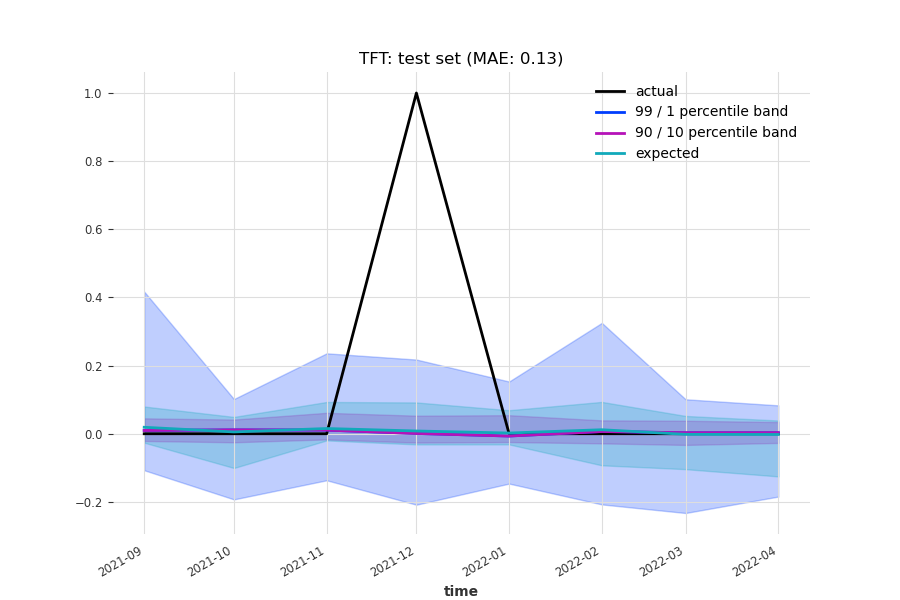 TFT: test set (MAE: 0.13)
actual
99 / 1 percentile band
90 / 10 percentile band
expected
1.0
0.8
0.6
0.4
0.2
0.0
−0.2
2021-09
2021-10
2021-11
2021-12
2022-01
2022-02
2022-03
2022-04
time